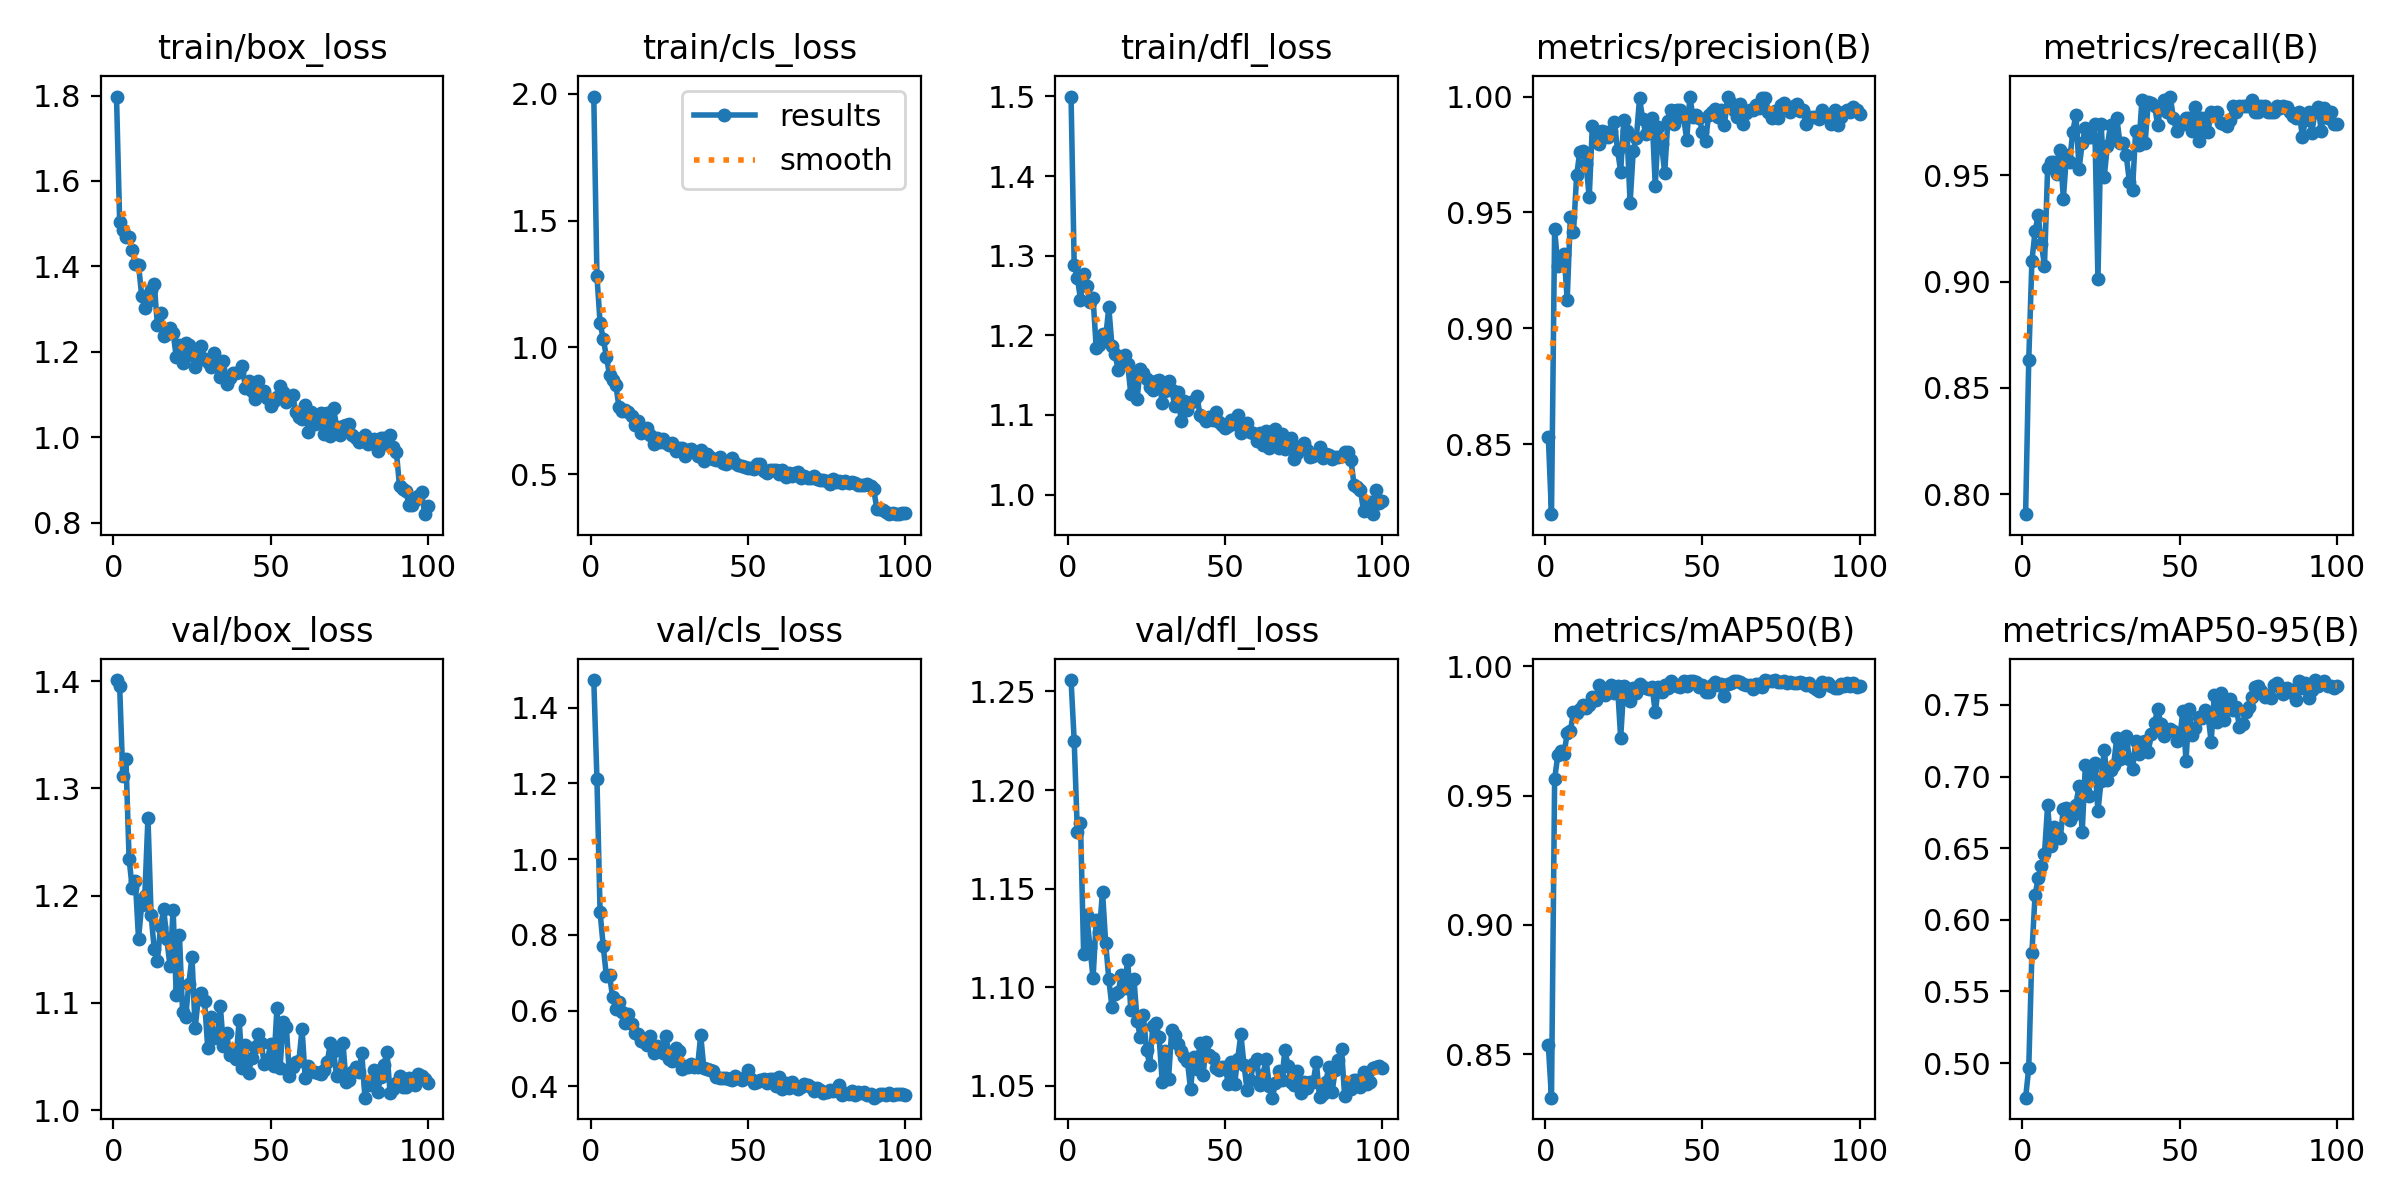 train/box_loss
1.8
1.6
1.4
1.2
1.0
0.8
0 50 100
train/cls_loss
results
smooth
2.0
1.5
1.0
0.5
0 50 100
train/dfl_loss
1.5
1.4
1.3
1.2
1.1
1.0
0 50 100
metrics/precision(B)
1.00
0.95
0.90
0.85
0 50 100
metrics/recall(B)
0.95
0.90
0.85
0.80
0 50 100
val/box_loss
1.4
1.3
1.2
1.1
1.0
0 50 100
val/cls_loss
1.4
1.2
1.0
0.8
0.6
0.4
0 50 100
val/dfl_loss
1.25
1.20
1.15
1.10
1.05
0 50 100
metrics/mAP50(B)
1.00
0.95
0.90
0.85
0 50 100
metrics/mAP50-95(B)
0.75
0.70
0.65
0.60
0.55
0.50
0 50 100